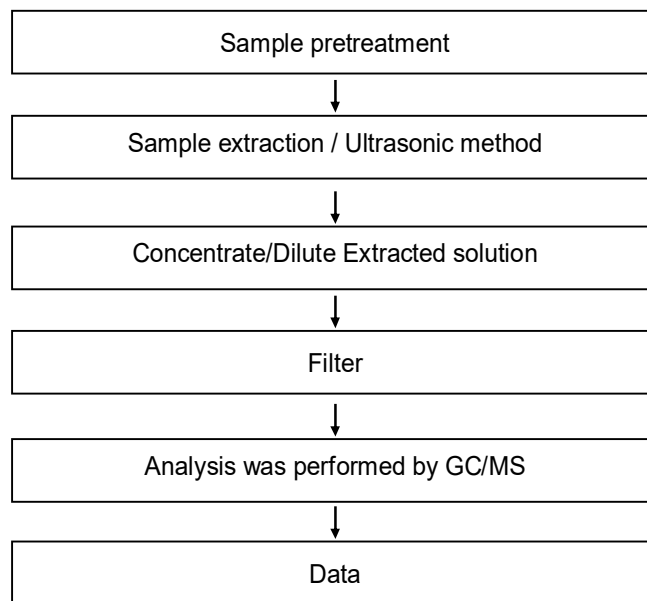 Sample pretreatment
Sample extraction / Ultrasonic method
Concentrate/Dilute Extracted solution
Filter
Analysis was performed by GC/MS
Data